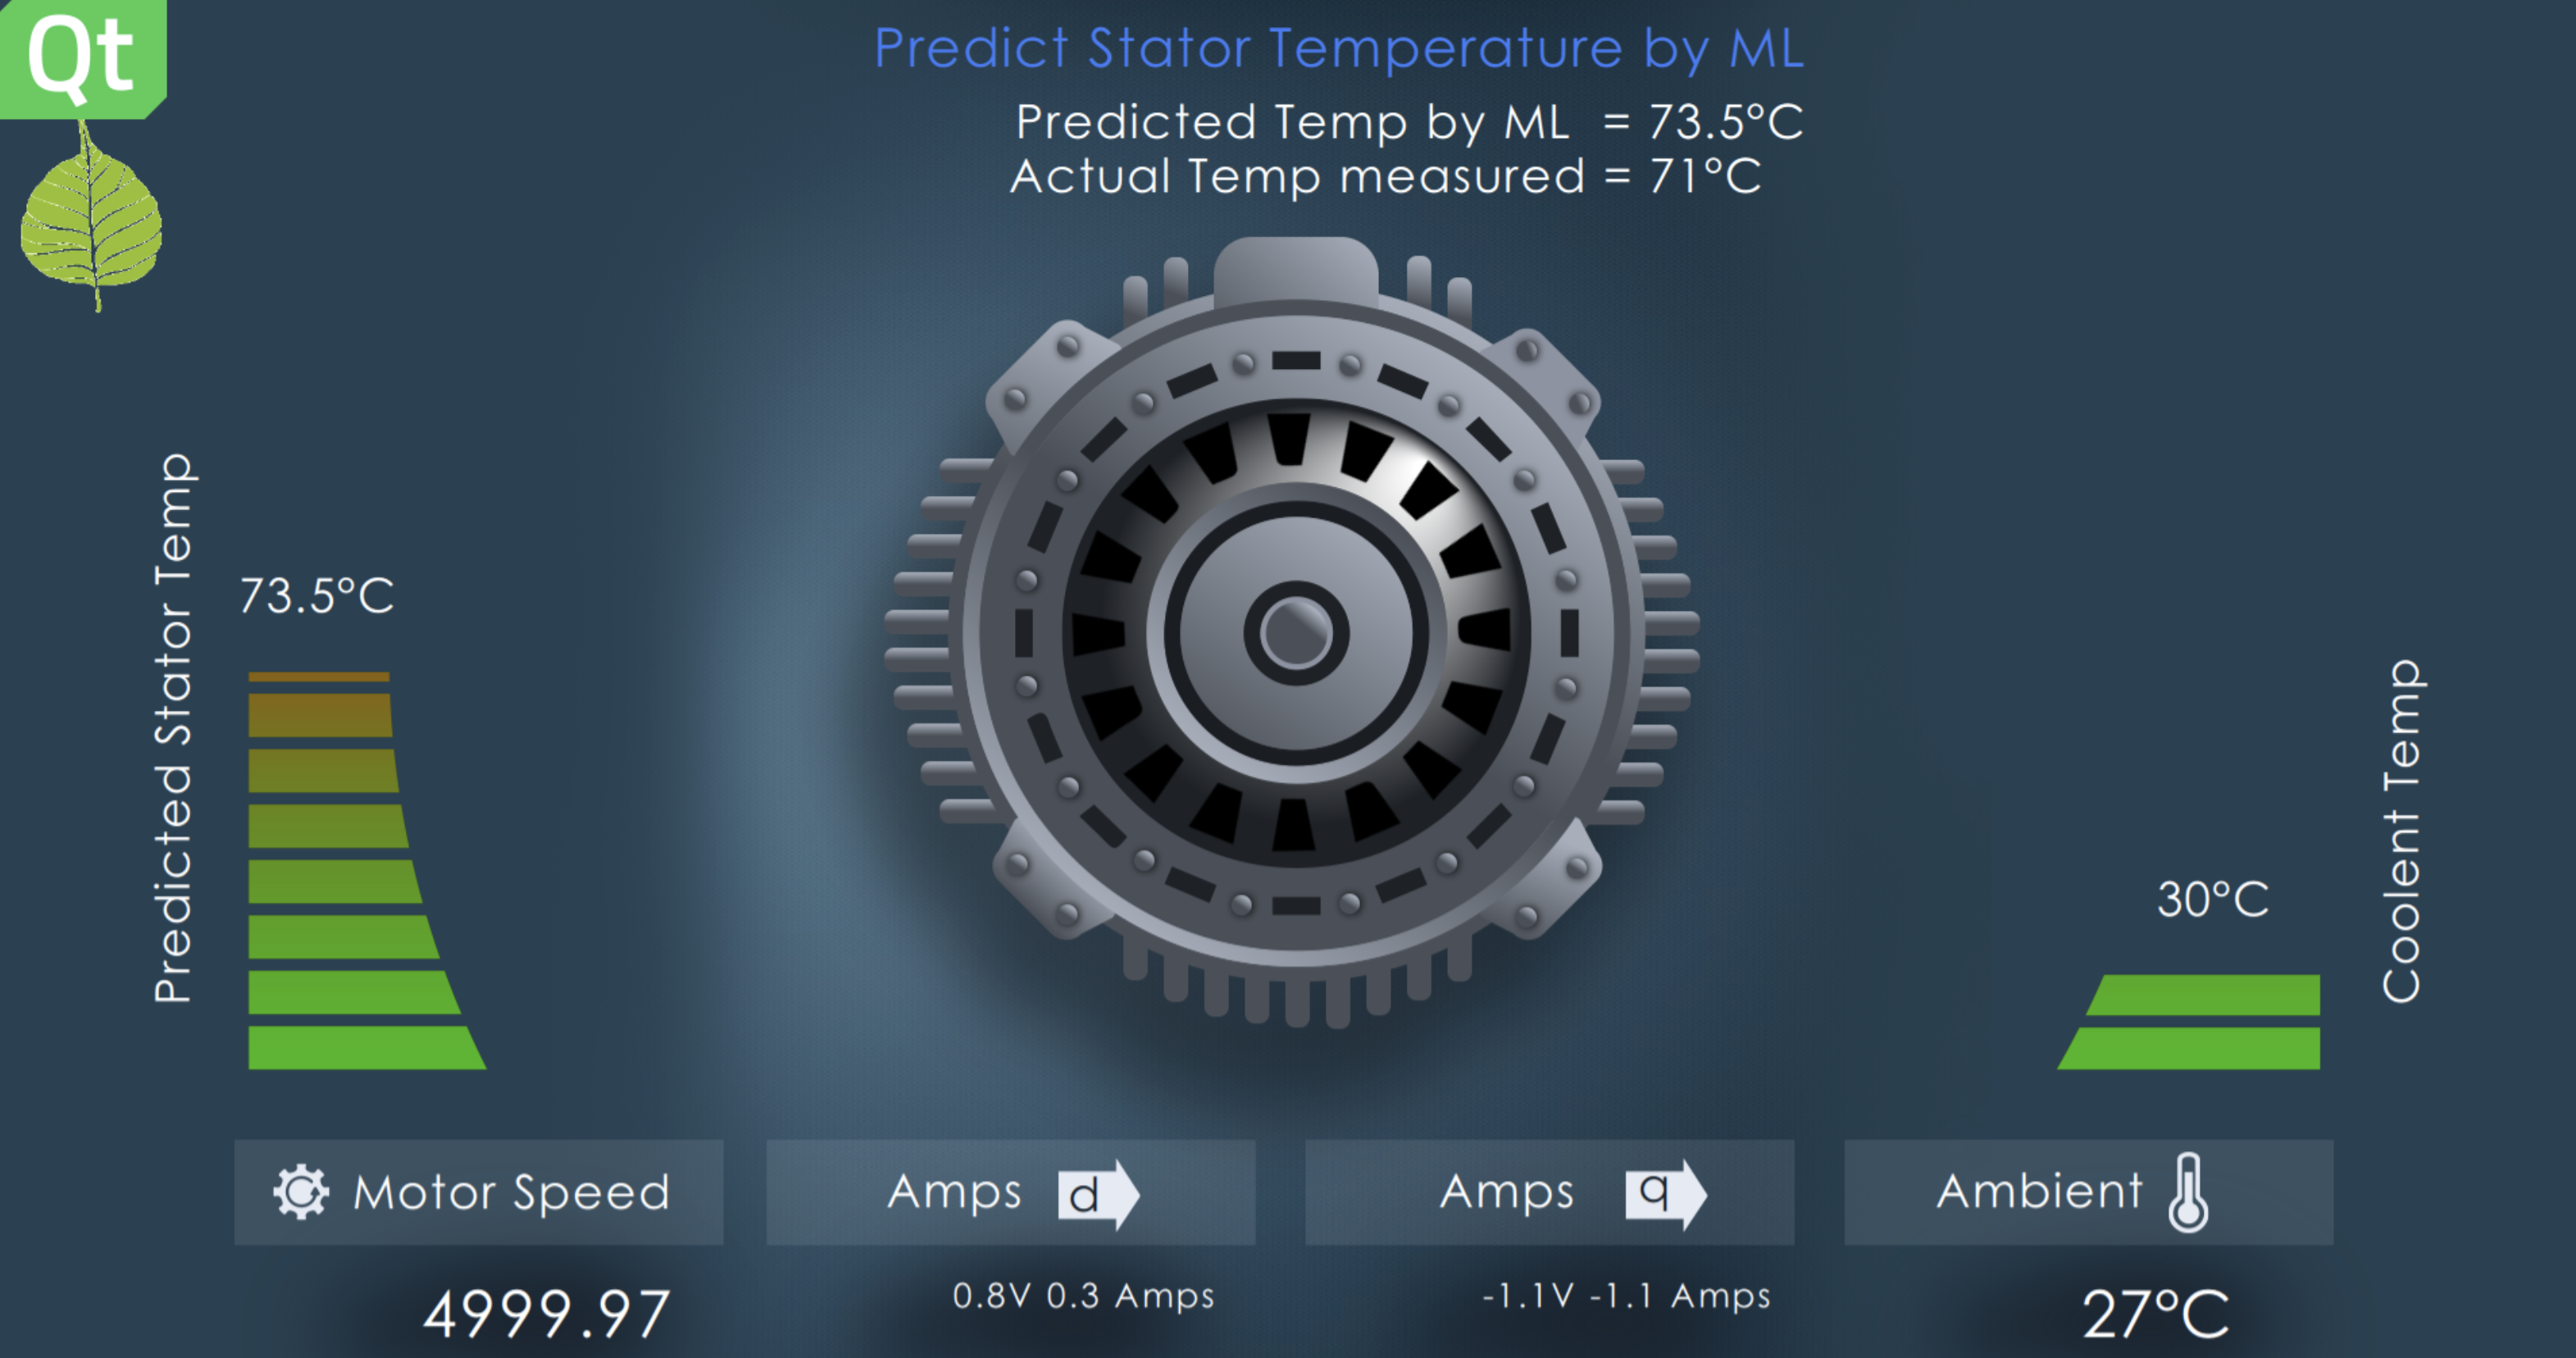 Qt
Predict Stator Temperature by ML
Predicted Temp by ML = 73.5°C
Actual Temp measured = 71°C
Predicted Stator Temp
73.5°C
30°C
Coolent Temp
Motor Speed
Amps d
Amps q
Ambient
4999.97
0.8V 0.3 Amps
-1.1V -1.1 Amps
27°C